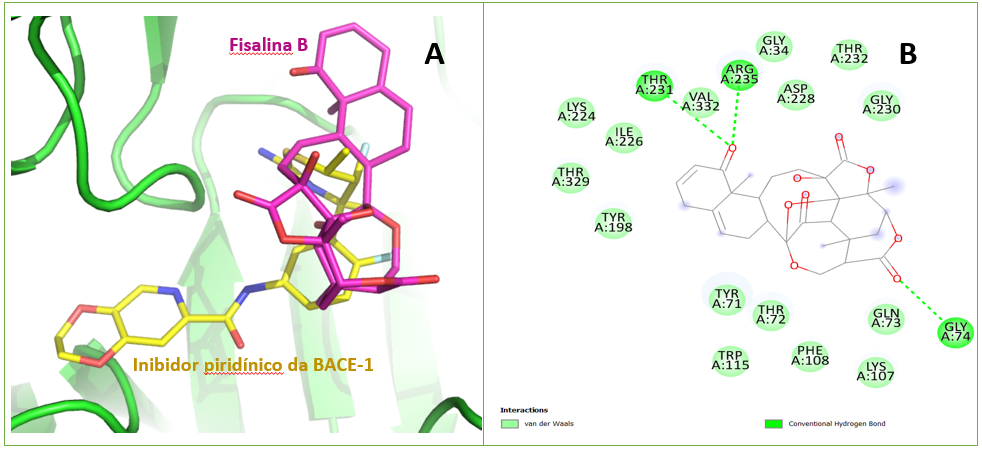 Fisalina B
A
Inibidor piridínico da BACE-1
B
GLY
A:34
THR
A:232
ARG
A:235
THR
A:231
VAL
A:332
ASP
A:228
GLY
A:230
LYS
A:224
ILE
A:226
THR
A:329
TYR
A:198
O
O
O
O
O
O
O
O
O
TYR
A:71
THR
A:72
GLN
A:73
GLY
A:74
TRP
A:115
PHE
A:108
LYS
A:107
Interactions
van der Waals
Conventional Hydrogen Bond